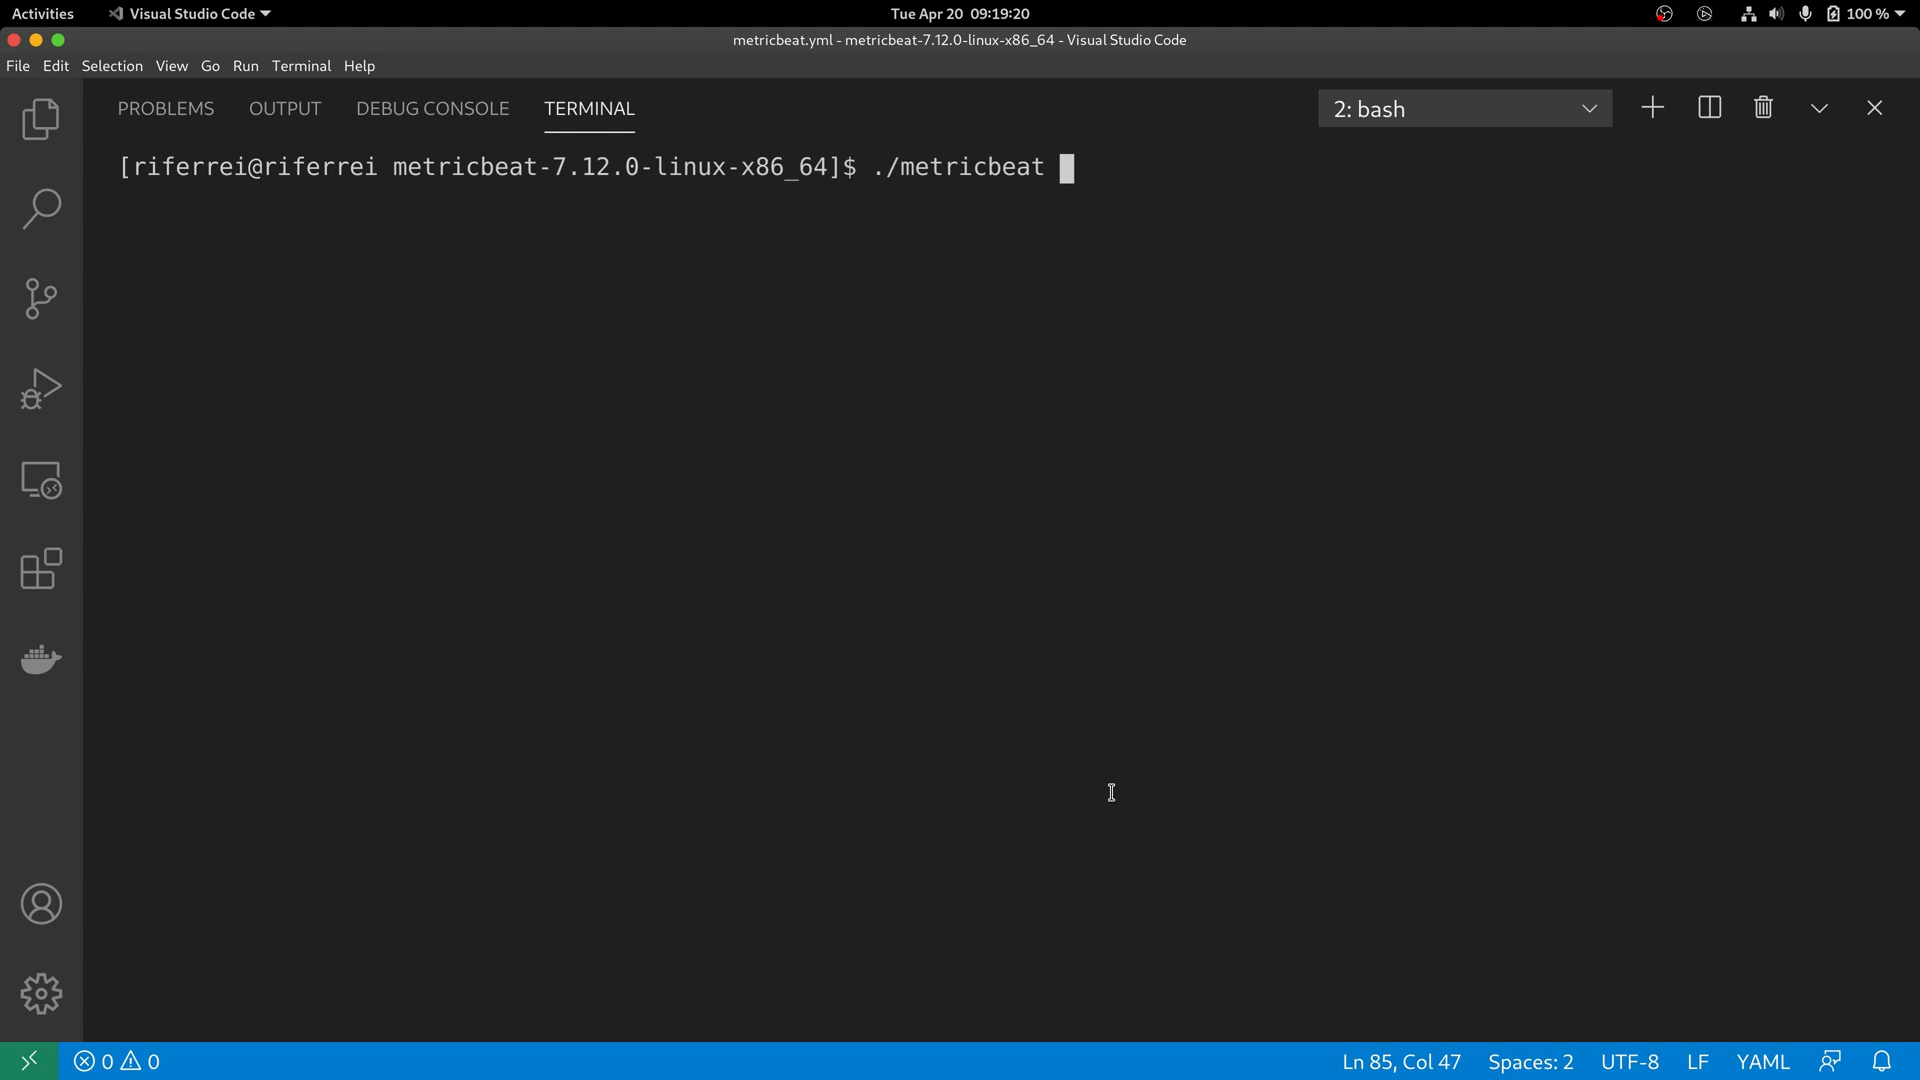 Activities Visual Studio Code Tue Apr 20 09:19:20 100 %
metricbeat.yml - metricbeat-7.12.0-linux-x86_64 - Visual Studio Code
File Edit Selection View Go Run Terminal Help
PROBLEMS OUTPUT DEBUG CONSOLE TERMINAL 2: bash
[riferrei@riferrei metricbeat-7.12.0-linux-x86_64]$ ./metricbeat
0 0 Ln 85, Col 47 Spaces: 2 UTF-8 LF YAML